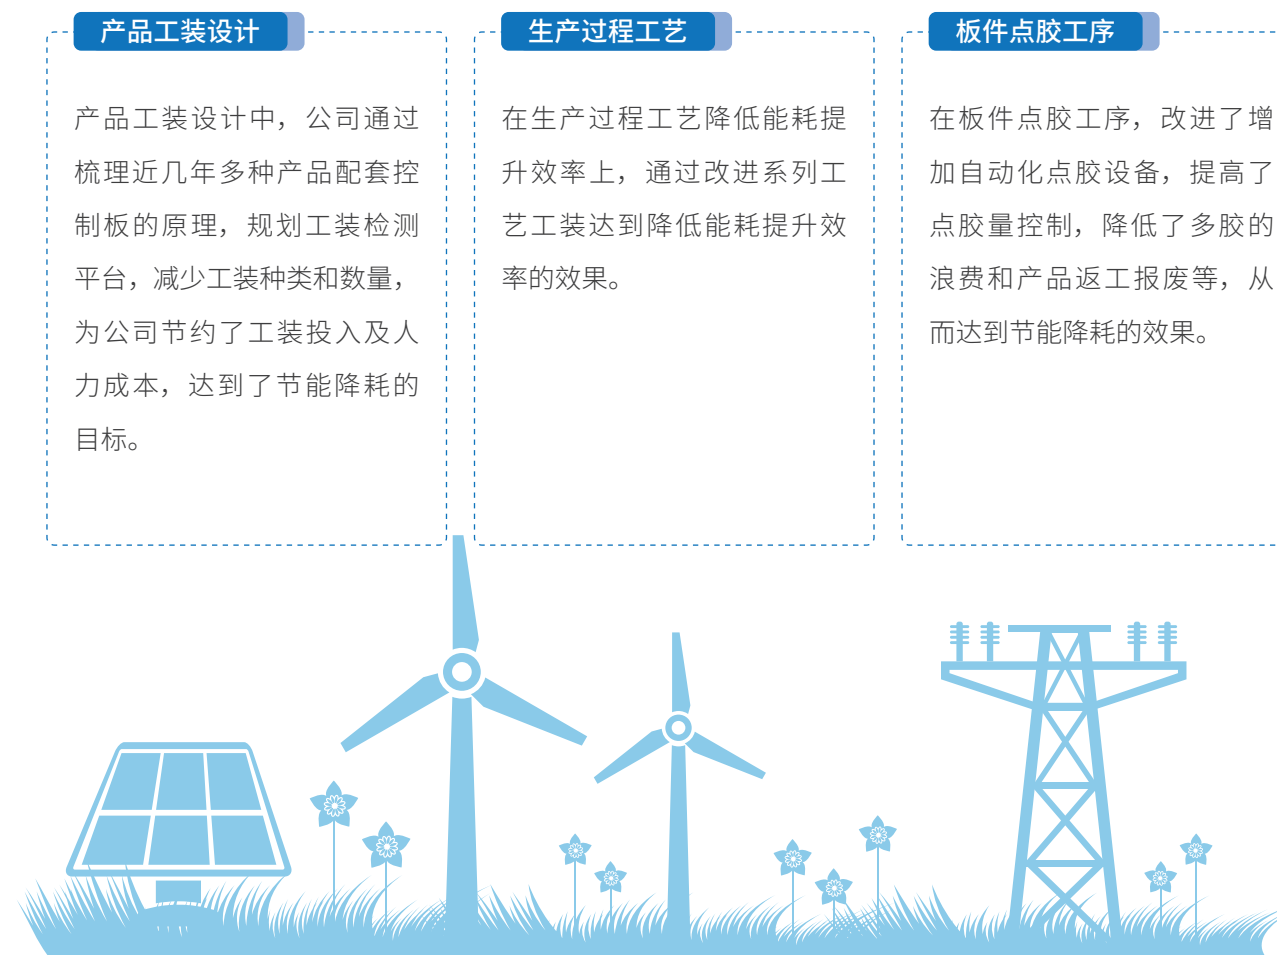 产品工装设计
产品工装设计中，公司通过
梳理近几年多种产品配套控
制板的原理，规划工装检测
平台，减少工装种类和数量，
为公司节约了工装投入及人
力成本，达到了节能降耗的
目标。
生产过程工艺
在生产过程工艺降低能耗提
升效率上，通过改进系列工
艺工装达到降低能耗提升效
率的效果。
板件点胶工序
在板件点胶工序，改进了增
加自动化点胶设备，提高了
点胶量控制，降低了多胶的
浪费和产品返工报废等，从
而达到节能降耗的效果。